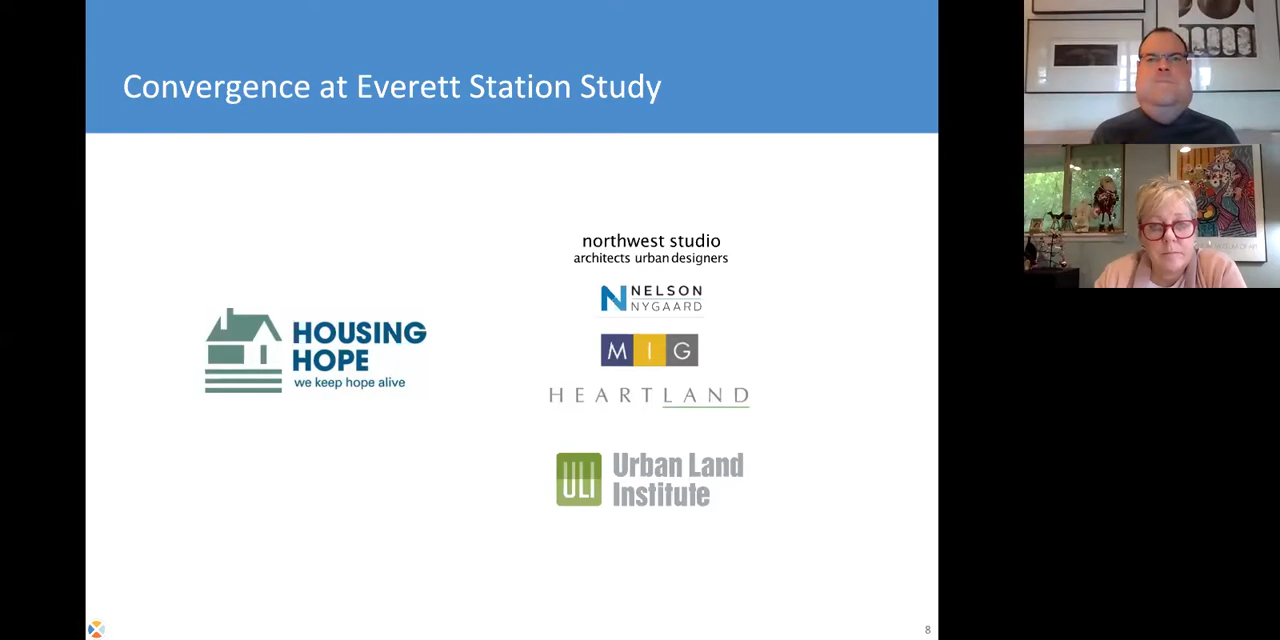 Convergence at Everett Station Study
HOUSING
HOPE
we keep hope alive
northwest studio
architects urban designers
N NELSON
NYGAARD
M I G
HEARTLAND
ULI Urban Land
Institute
8